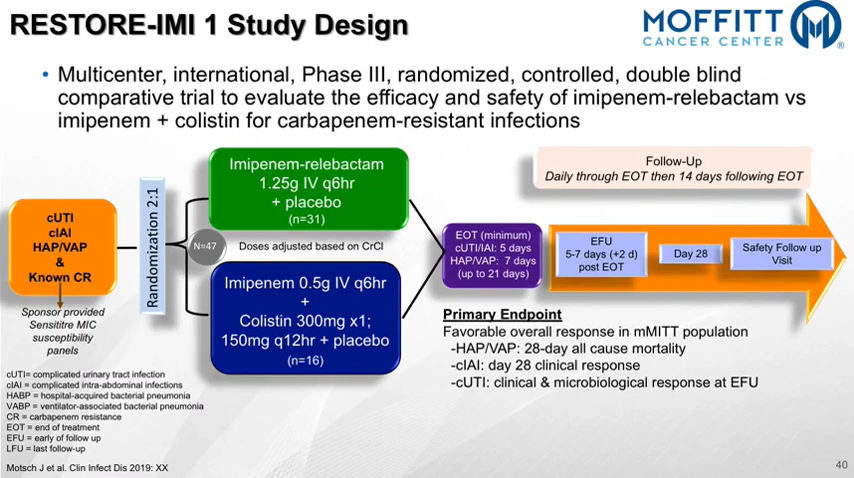 RESTORE-IMI 1 Study Design
MOFFITT
CANCER CENTER
®
• Multicenter, international, Phase III, randomized, controlled, double blind
comparative trial to evaluate the efficacy and safety of imipenem-relebactam vs
imipenem + colistin for carbapenem-resistant infections
cUTI
cIAI
HAP/VAP
&
Known CR
Sponsor provided
Sensititre MIC
susceptibility
panels
Randomization 2:1
Imipenem-relebactam
1.25g IV q6hr
+ placebo
(n=31)
N=47
Doses adjusted based on CrCl
Imipenem 0.5g IV q6hr
+
Colistin 300mg x1;
150mg q12hr + placebo
(n=16)
EOT (minimum)
cUTI/IAI: 5 days
HAP/VAP: 7 days
(up to 21 days)
Follow-Up
Daily through EOT then 14 days following EOT
EFU
5-7 days (+2 d)
post EOT
Day 28
Safety Follow up
Visit
Primary Endpoint
Favorable overall response in mMITT population
-HAP/VAP: 28-day all cause mortality
-cIAI: day 28 clinical response
-cUTI: clinical & microbiological response at EFU
cUTI= complicated urinary tract infection
cIAI = complicated intra-abdominal infections
HABP = hospital-acquired bacterial pneumonia
VABP = ventilator-associated bacterial pneumonia
CR = carbapenem resistance
EOT = end of treatment
EFU = early of follow up
LFU = last follow-up
Motsch J et al. Clin Infect Dis 2019: XX
40